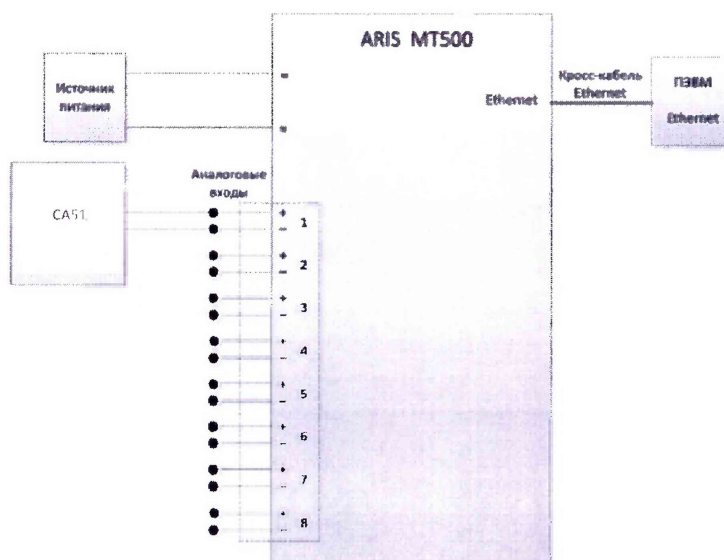 ARIS MT500
Источник
питания
=
≈
Ethernet
Кросс-кабель
Ethernet
ПЭВМ
Ethernet
Аналоговые
входы
CA51
+
1
−
+
2
−
+
3
−
+
4
−
+
5
−
+
6
−
+
7
−
+
8
−